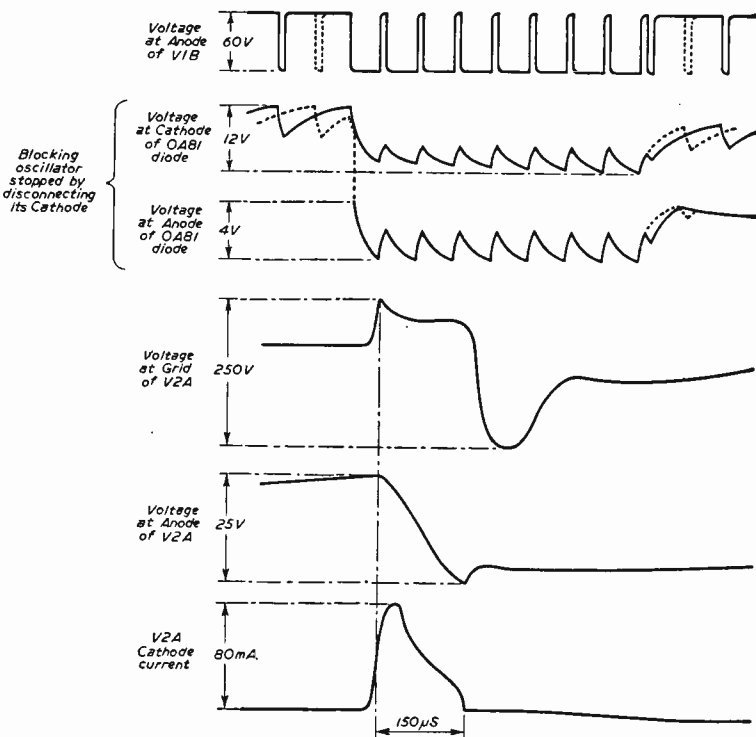 Voltage
at Anode
of V1B
60V
Blocking
oscillator
stopped by
disconnecting
its Cathode
Voltage
at Cathode
of OA81
diode
12V
Voltage
at Anode
of OA81
diode
4V
Voltage
at Grid
of V2A
250V
Voltage
at Anode
of V2A
25V
V2A
Cathode
current
80mA.
150µS